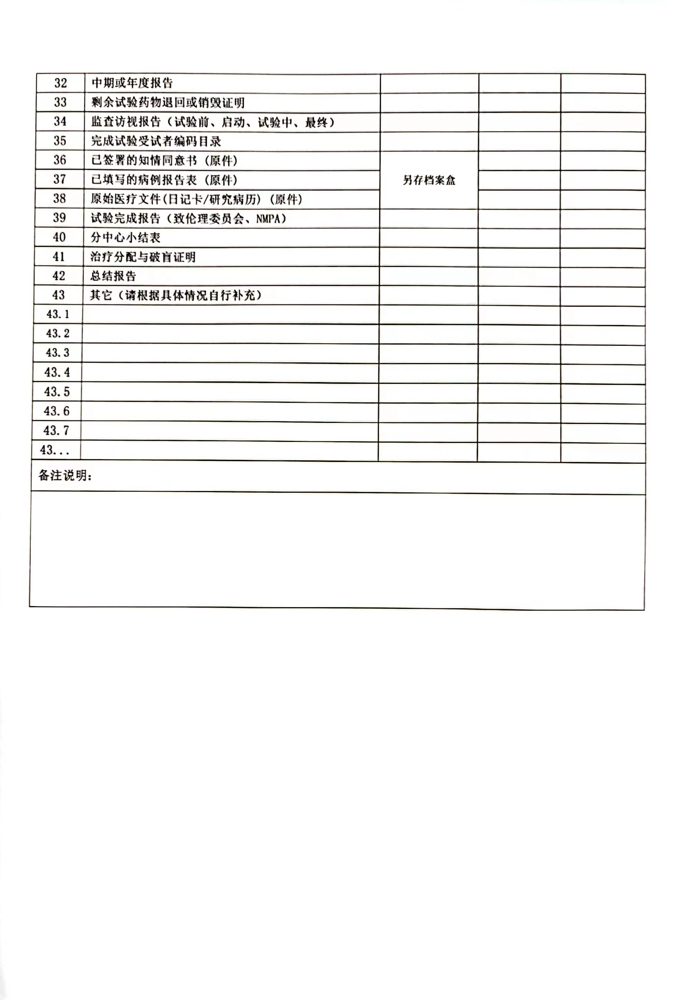 32 中期或年度报告
33 剩余试验药物退回或销毁证明
34 监查访视报告（试验前、启动、试验中、最终）
35 完成试验受试者编码目录
36 已签署的知情同意书 (原件)
37 已填写的病例报告表 (原件) 另存档案盒
38 原始医疗文件(日记卡/研究病历) (原件)
39 试验完成报告（致伦理委员会、NMPA）
40 分中心小结表
41 治疗分配与破盲证明
42 总结报告
43 其它（请根据具体情况自行补充）
43.1
43.2
43.3
43.4
43.5
43.6
43.7
43...
备注说明：